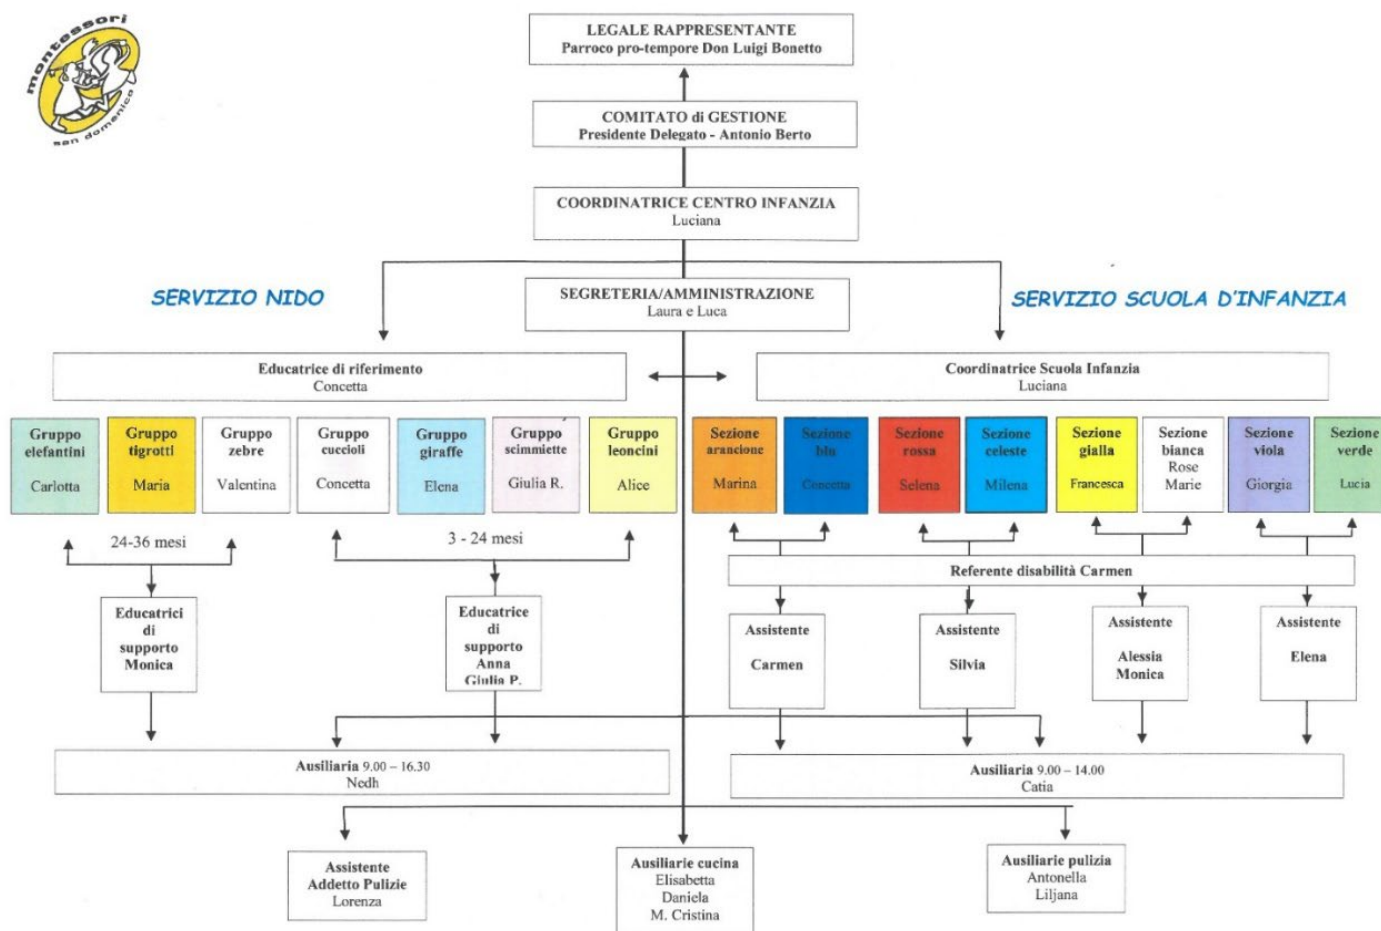 montessori
san domenico
LEGALE RAPPRESENTANTE
Parroco pro-tempore Don Luigi Bonetto
COMITATO di GESTIONE
Presidente Delegato - Antonio Berto
COORDINATRICE CENTRO INFANZIA
Luciana
SERVIZIO NIDO
SEGRETERIA/AMMINISTRAZIONE
Laura e Luca
SERVIZIO SCUOLA D'INFANZIA
Educatrice di riferimento
Concetta
Coordinatrice Scuola Infanzia
Luciana
Gruppo
elefantini
Carlotta
Gruppo
tigrotti
Maria
Gruppo
zebre
Valentina
Gruppo
cuccioli
Concetta
Gruppo
giraffe
Elena
Gruppo
scimmiette
Giulia R.
Gruppo
leoncini
Alice
Sezione
arancione
Marina
Sezione
blu
Concetta
Sezione
rossa
Selena
Sezione
celeste
Milena
Sezione
gialla
Francesca
Sezione
bianca
Rose
Marie
Sezione
viola
Giorgia
Sezione
verde
Lucia
24-36 mesi
3 - 24 mesi
Referente disabilità Carmen
Educatrici
di
supporto
Monica
Educatrice
di
supporto
Anna
Giulia P.
Assistente
Carmen
Assistente
Silvia
Assistente
Alessia
Monica
Assistente
Elena
Ausiliaria 9.00 – 16.30
Nedh
Ausiliaria 9.00 – 14.00
Catia
Assistente
Addetto Pulizie
Lorenza
Ausiliarie cucina
Elisabetta
Daniela
M. Cristina
Ausiliarie pulizia
Antonella
Liljana